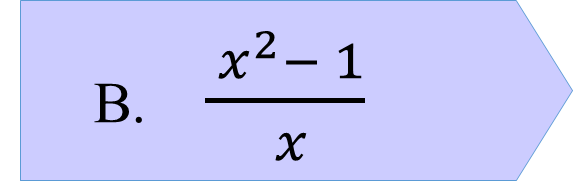 B. x² − 1
x